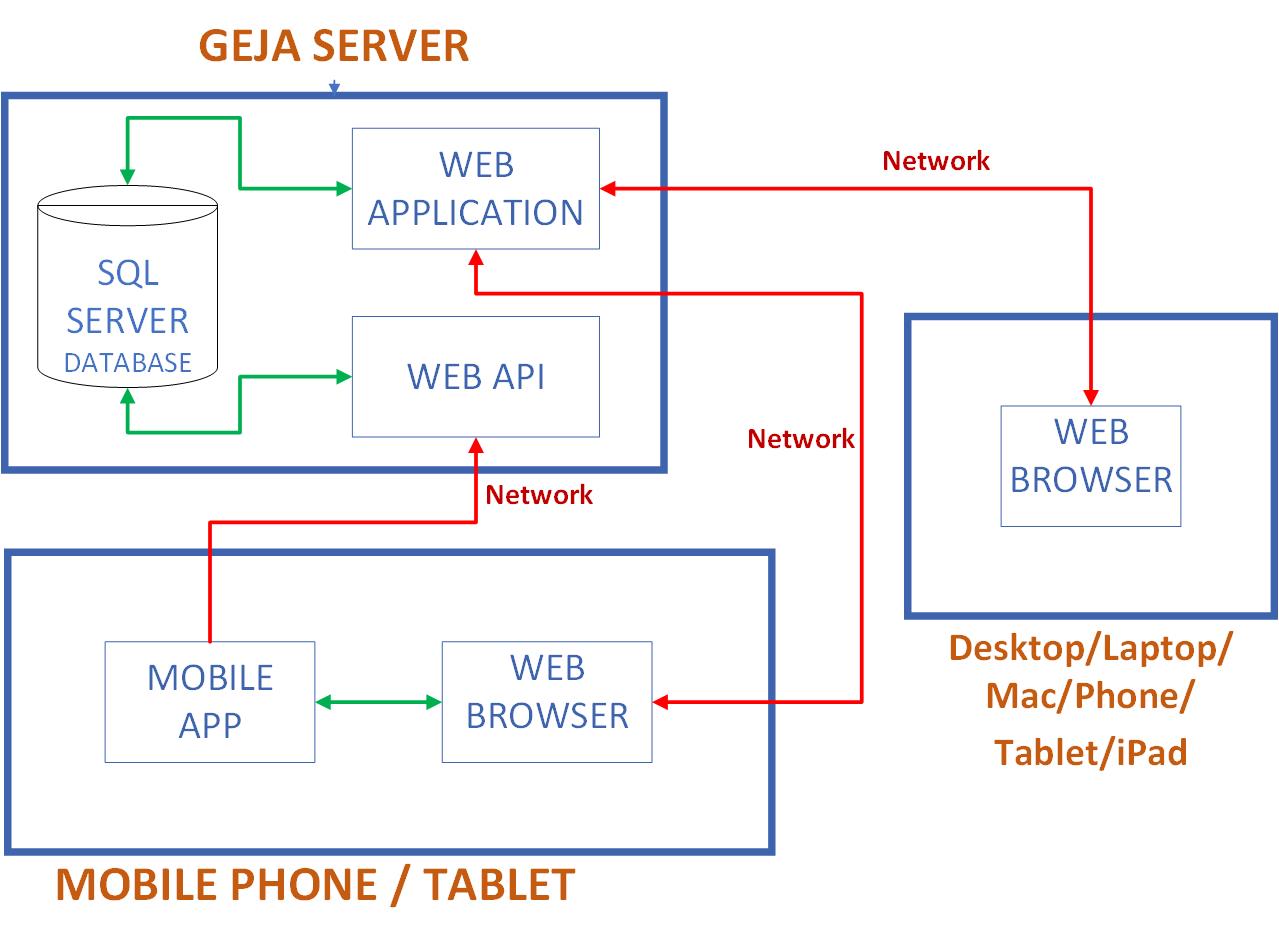 GEJA SERVER
WEB
APPLICATION
Network
SQL
SERVER
DATABASE
WEB API
Network
Network
WEB
BROWSER
MOBILE
APP
WEB
BROWSER
Desktop/Laptop/
Mac/Phone/
Tablet/iPad
MOBILE PHONE / TABLET